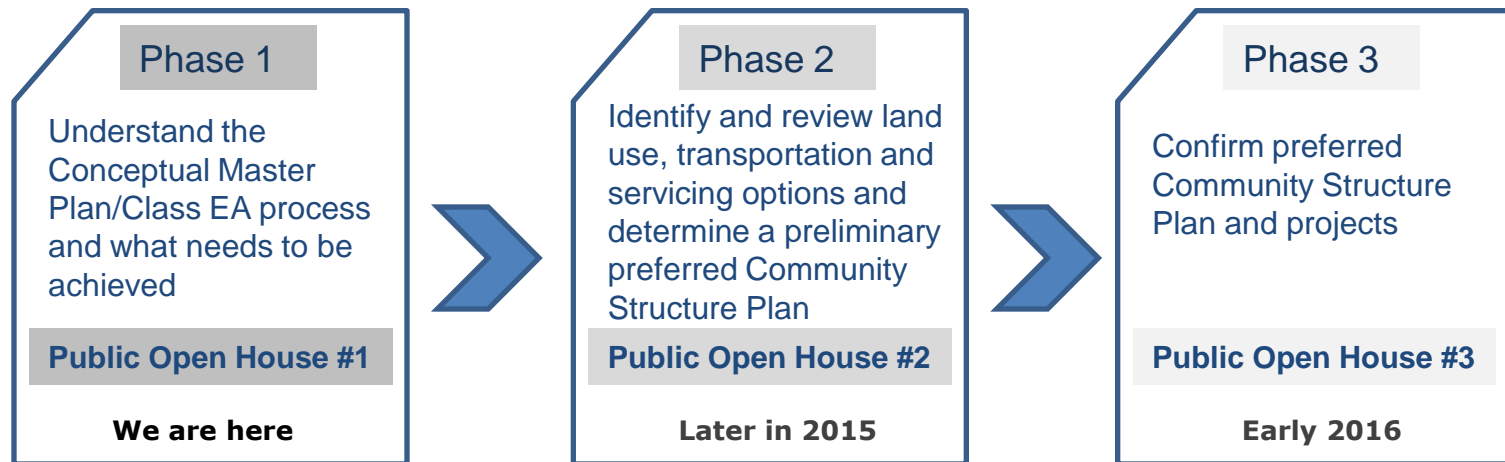 Phase 1
Understand the
Conceptual Master
Plan/Class EA process
and what needs to be
achieved
Public Open House #1
We are here
Phase 2
Identify and review land
use, transportation and
servicing options and
determine a preliminary
preferred Community
Structure Plan
Public Open House #2
Later in 2015
Phase 3
Confirm preferred
Community Structure
Plan and projects
Public Open House #3
Early 2016